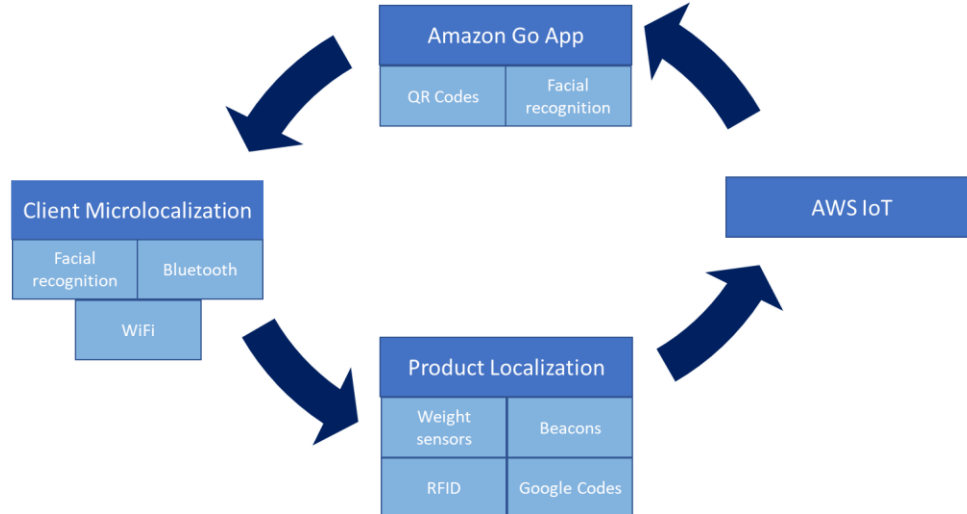 Amazon Go App
QR Codes
Facial
recognition
Client Microlocalization
Facial
recognition
Bluetooth
WiFi
Product Localization
Weight
sensors
Beacons
RFID
Google Codes
AWS IoT